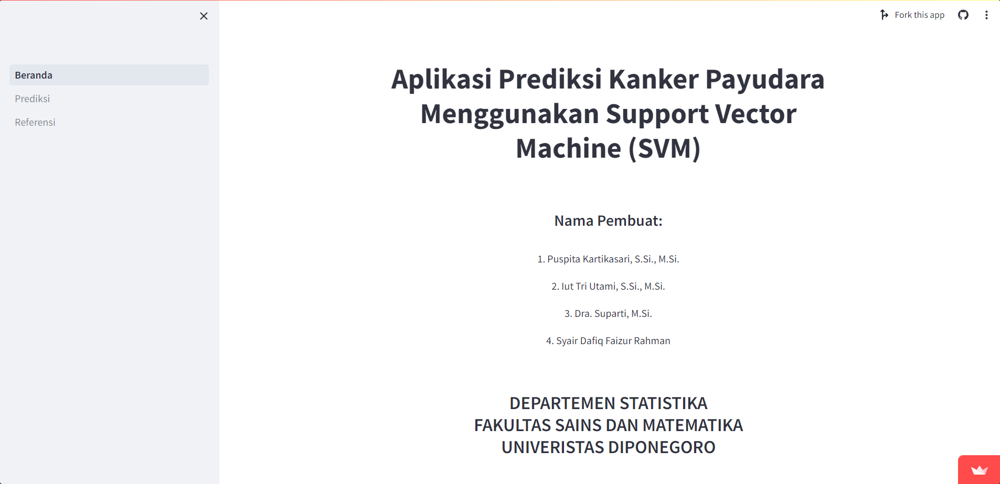 Fork this app
Beranda
Prediksi
Referensi
Aplikasi Prediksi Kanker Payudara
Menggunakan Support Vector
Machine (SVM)
Nama Pembuat:
1. Puspita Kartikasari, S.Si., M.Si.
2. Iut Tri Utami, S.Si., M.Si.
3. Dra. Suparti, M.Si.
4. Syair Dafiq Faizur Rahman
DEPARTEMEN STATISTIKA
FAKULTAS SAINS DAN MATEMATIKA
UNIVERISTAS DIPONEGORO